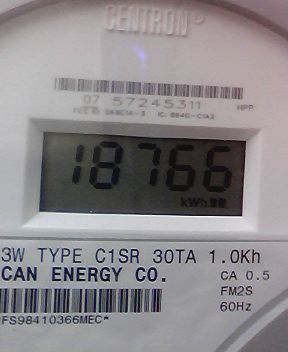 CENTRON®
07 57245311 HPP
18766
kWh
3W TYPE C1SR 30TA 1.0Kh
CAN ENERGY CO. CA 0.5
FM2S
60Hz
FS98410366MEC*